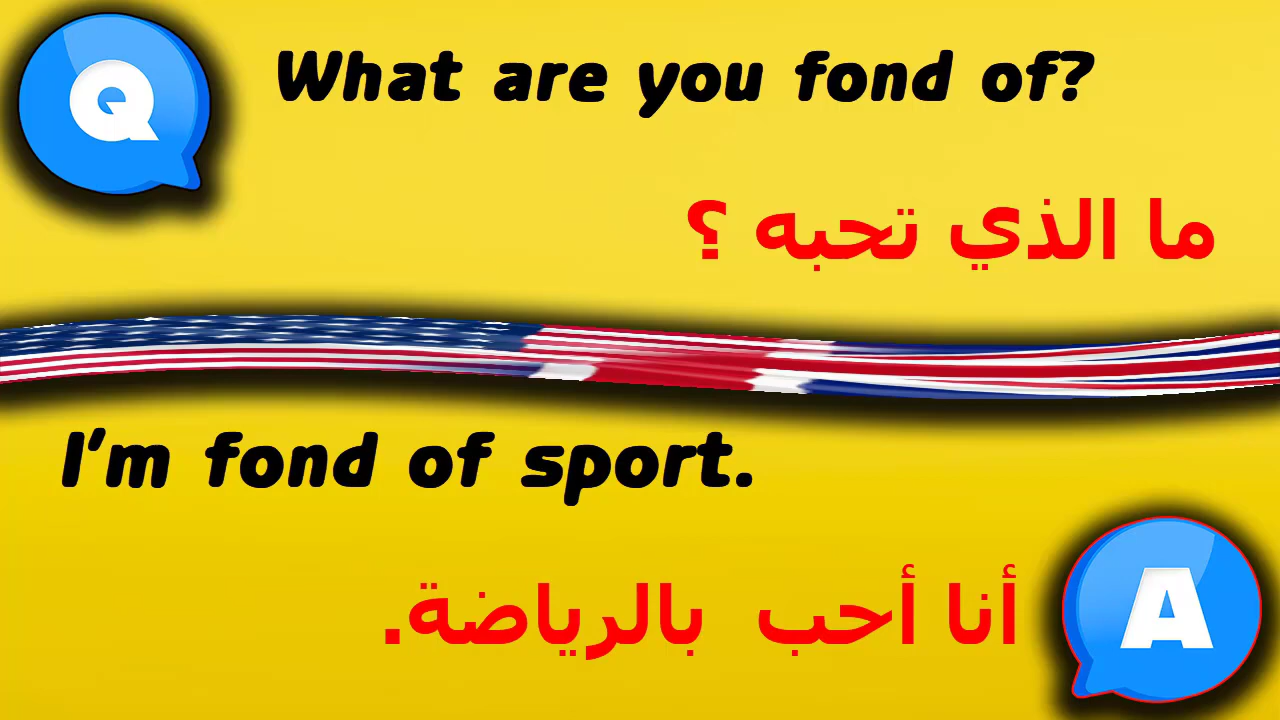 Q
What are you fond of?
ما الذي تحبه ؟
I'm fond of sport.
أنا أحب بالرياضة.
A